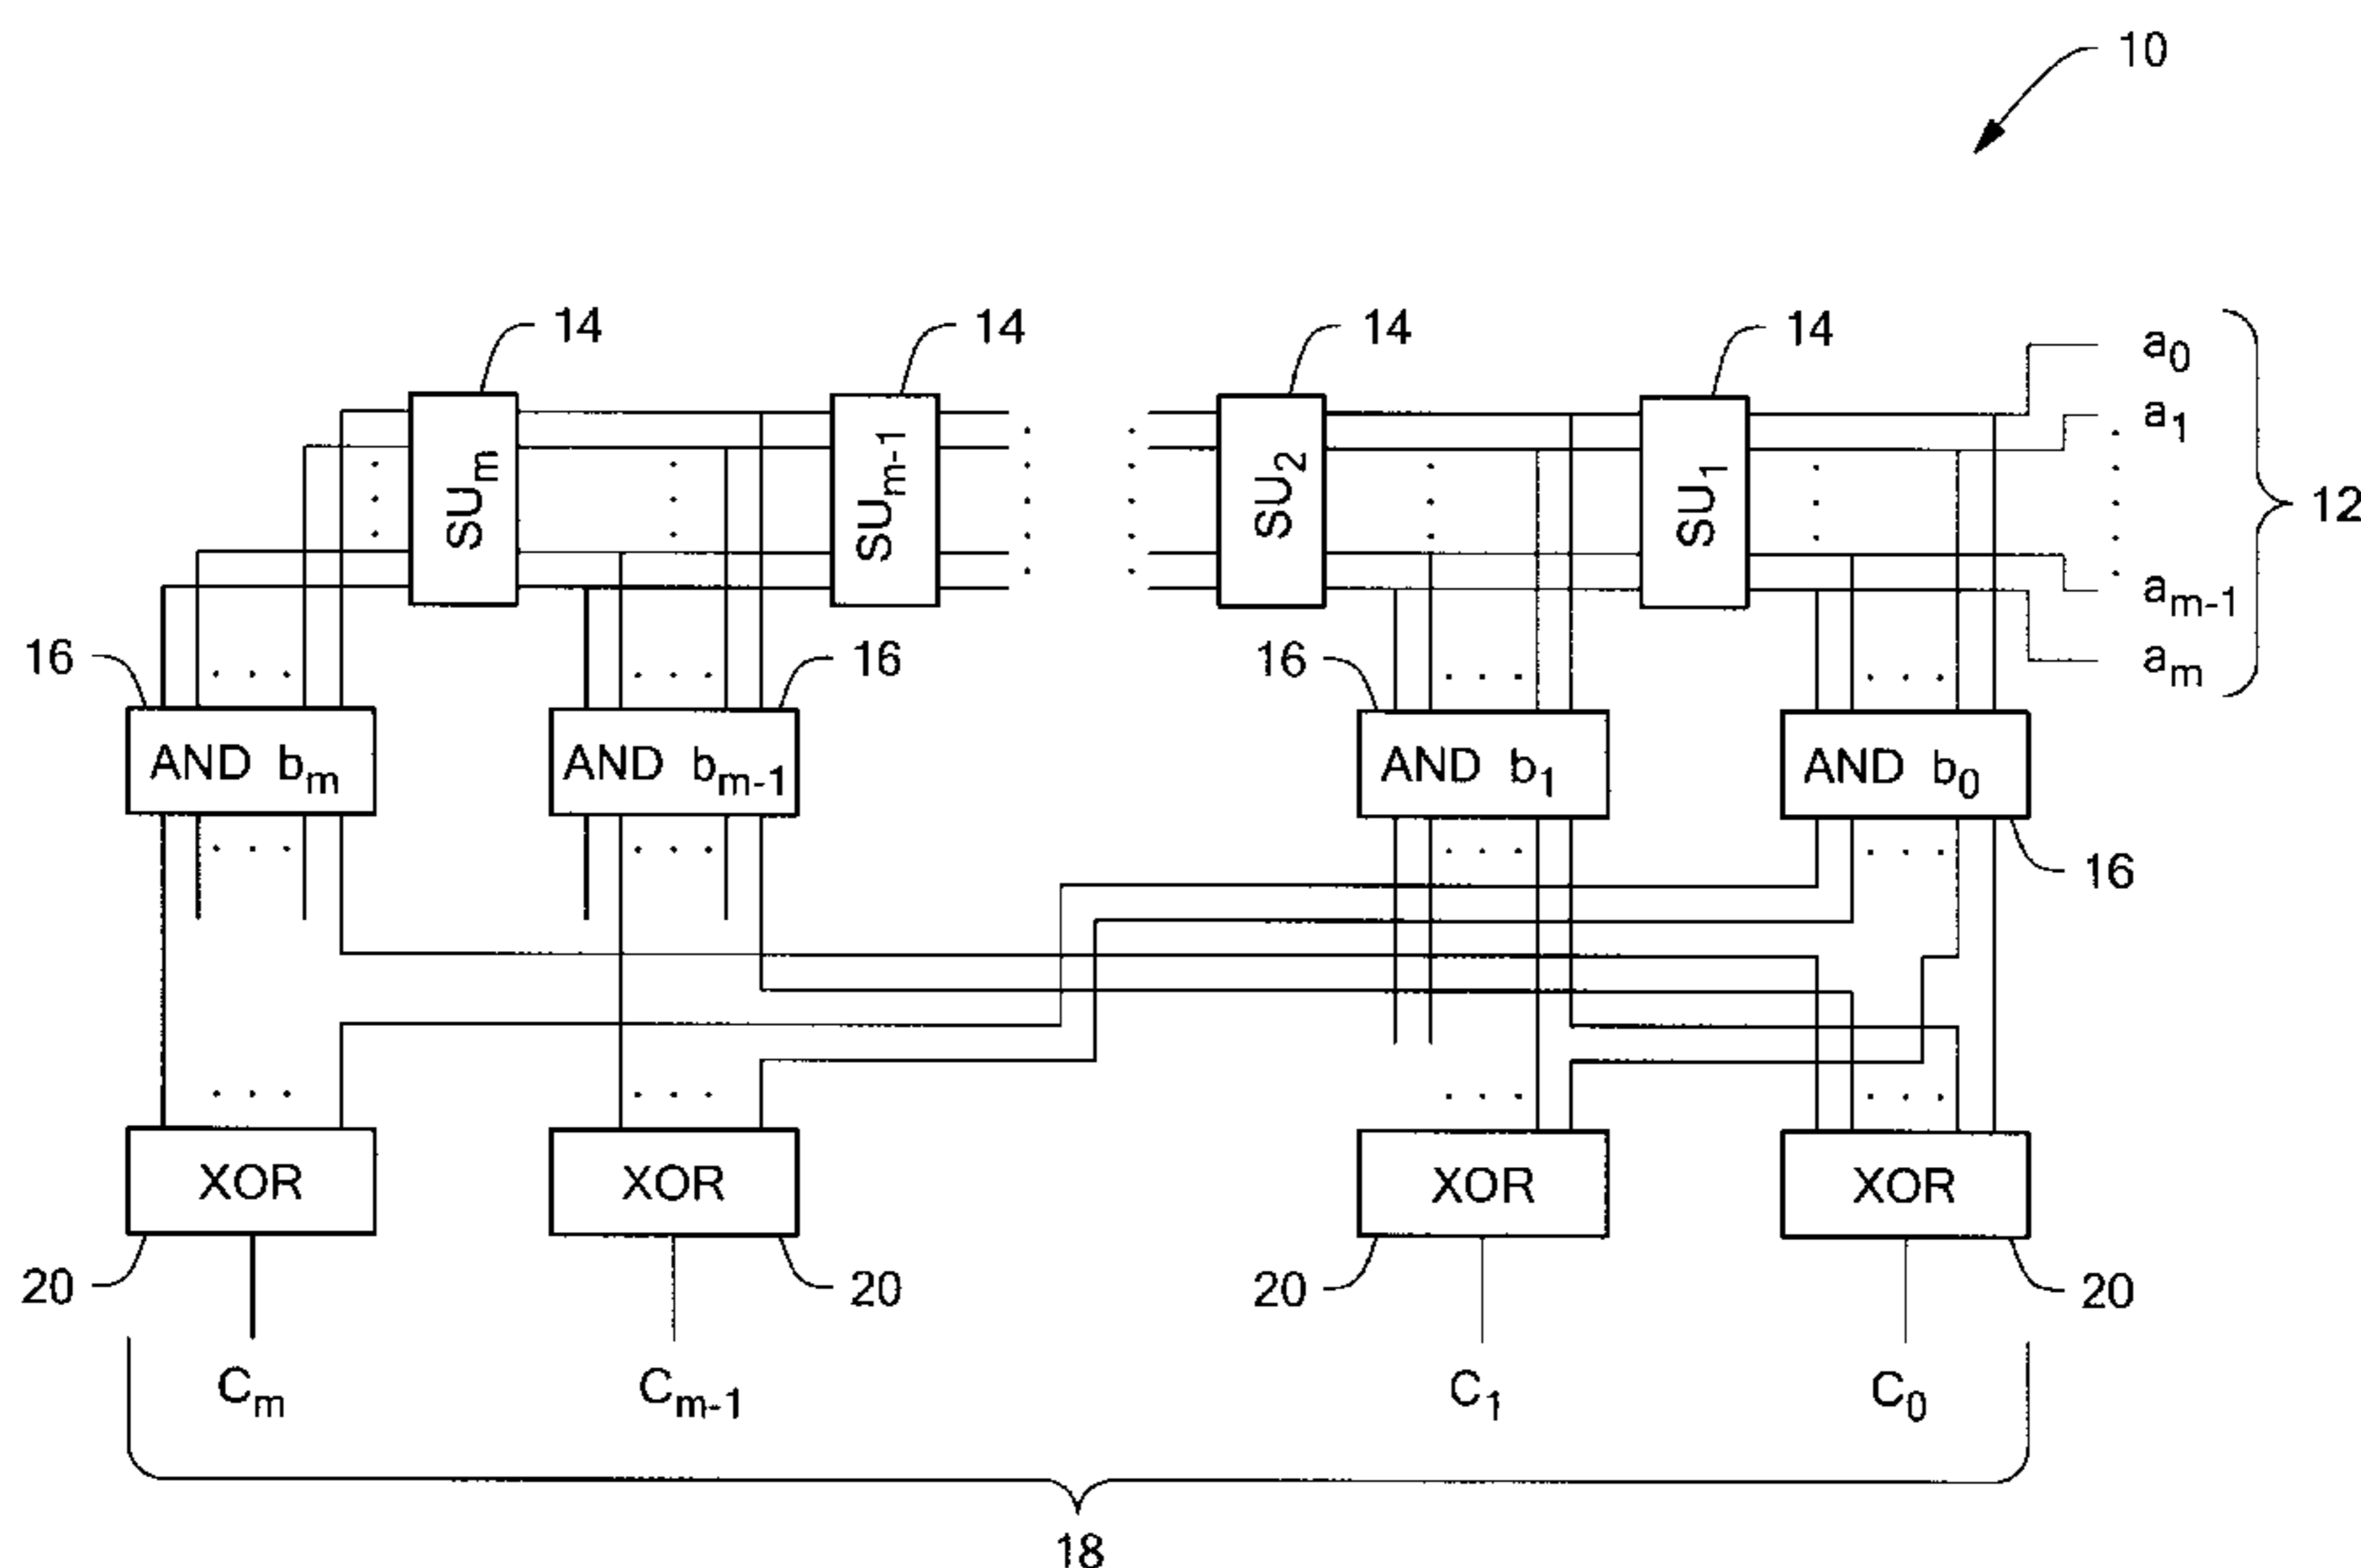 10
14 14 14 14
a0
a1
SUm SUm-1 SU2 SU1
12
am-1
am
16 16 16
AND bm AND bm-1 AND b1 AND b0
16
XOR XOR XOR XOR
20 20 20 20
Cm Cm-1 C1 C0
18